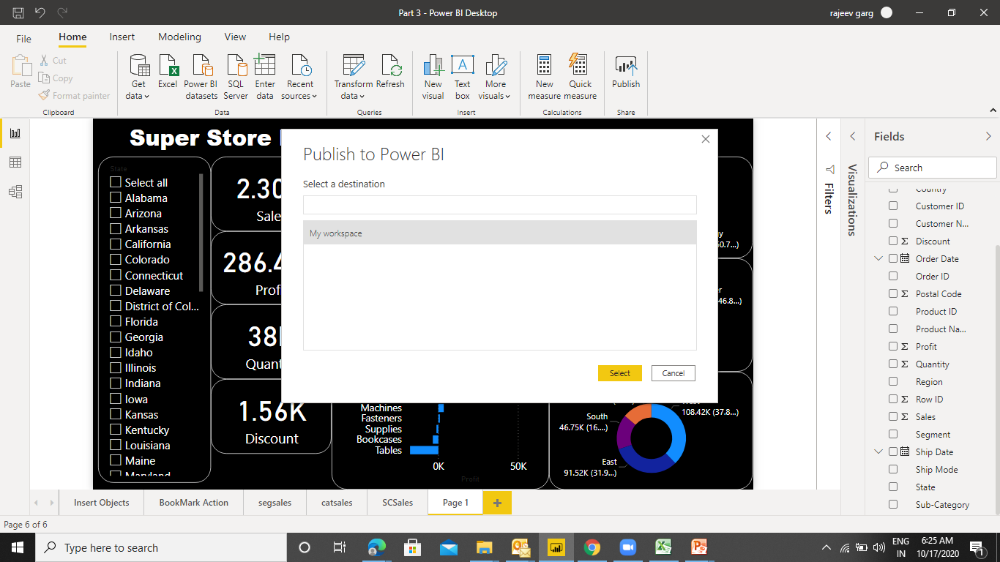 Part 3 - Power BI Desktop
rajeev garg
File
Home
Insert
Modeling
View
Help
Paste
Cut
Copy
Format painter
Clipboard
Get data
Excel
Power BI datasets
SQL Server
Enter data
Recent sources
Data
Transform data
Refresh
Queries
New visual
Text box
More visuals
Insert
New measure
Quick measure
Calculations
Publish
Share
Super Store
State
Select all
Alabama
Arizona
Arkansas
California
Colorado
Connecticut
Delaware
District of Col...
Florida
Georgia
Idaho
Illinois
Indiana
Iowa
Kansas
Kentucky
Louisiana
Maine
Maryland
2.30
Sale
286.4
Prof
38
Quant
1.56K
Discount
Publish to Power BI
Select a destination
My workspace
Select
Cancel
y
50.7...)
r
46.8...)
Machines
Fasteners
Supplies
Bookcases
Tables
0K
50K
Profit
West
108.42K (37.8...)
South
46.75K (16....)
East
91.52K (31.9...)
Filters
Visualizations
Fields
Search
Country
Customer ID
Customer N...
Discount
Order Date
Order ID
Postal Code
Product ID
Product Na...
Profit
Quantity
Region
Row ID
Sales
Segment
Ship Date
Ship Mode
State
Sub-Category
Insert Objects
BookMark Action
segsales
catsales
SCSales
Page 1
Page 6 of 6
Type here to search
ENG
IN
6:25 AM
10/17/2020
1